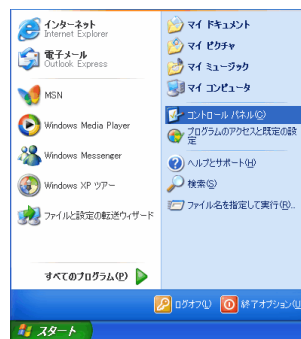 インターネット
Internet Explorer
電子メール
Outlook Express
MSN
Windows Media Player
Windows Messenger
Windows XP ツアー
ファイルと設定の転送ウィザード
すべてのプログラム(P)
マイ ドキュメント
マイ ピクチャ
マイ ミュージック
マイ コンピュータ
コントロール パネル(C)
プログラムのアクセスと既定の設
定
ヘルプとサポート(H)
検索(S)
ファイル名を指定して実行(R)...
ログオフ(L)
終了オプション(U
スタート